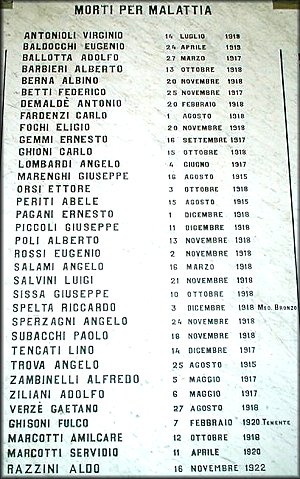 MORTI PER MALATTIA
ANTONIOLI VIRGINIO 14 LUGLIO 1918
BALDOCCHI EUGENIO 24 APRILE 1919
BALLOTTA ADOLFO 27 MARZO 1917
BARBIERI ALBERTO 13 OTTOBRE 1918
BERNA ALBINO 20 NOVEMBRE 1918
BETTI FEDERICO 25 NOVEMBRE 1917
DEMALDÈ ANTONIO 20 FEBBRAIO 1918
FARDENZI CARLO 1 AGOSTO 1918
FOCHI ELIGIO 20 NOVEMBRE 1918
GEMMI ERNESTO 16 SETTEMBRE 1917
GHIONI CARLO 15 OTTOBRE 1918
LOMBARDI ANGELO 4 GIUGNO 1917
MARENGHI GIUSEPPE 16 AGOSTO 1915
ORSI ETTORE 3 OTTOBRE 1918
PERITI ABELE 15 AGOSTO 1915
PAGANI ERNESTO 1 DICEMBRE 1918
PICCOLI GIUSEPPE 11 DICEMBRE 1918
POLI ALBERTO 13 NOVEMBRE 1918
ROSSI EUGENIO 2 NOVEMBRE 1918
SALAMI ANGELO 16 MARZO 1918
SALVINI LUIGI 21 NOVEMBRE 1918
SISSA GIUSEPPE 10 OTTOBRE 1918
SPELTA RICCARDO 3 DICEMBRE 1918 MED. BRONZO
SPERZAGNI ANGELO 24 NOVEMBRE 1918
SUBACCHI PAOLO 18 NOVEMBRE 1918
TENCATI LINO 14 DICEMBRE 1917
TROVA ANGELO 25 AGOSTO 1915
ZAMBINELLI ALFREDO 5 MAGGIO 1917
ZILIANI ADOLFO 6 MAGGIO 1917
VERZÈ GAETANO 27 AGOSTO 1918
GHISONI FULCO 7 FEBBRAIO 1920 TENENTE
MARCOTTI AMILCARE 12 OTTOBRE 1918
MARCOTTI SERVIDIO 11 APRILE 1920
RAZZINI ALDO 16 NOVEMBRE 1922